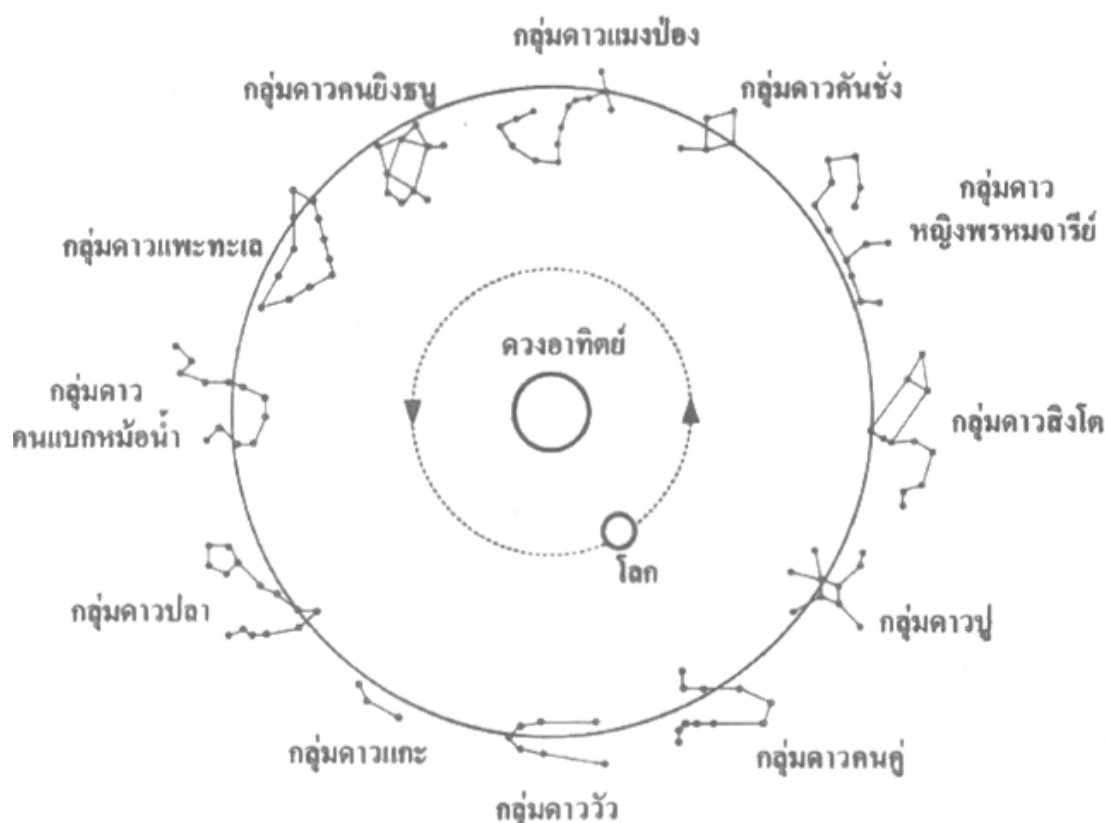 กลุ่มดาวแมงป่อง
กลุ่มดาวคนยิงธนู
กลุ่มดาวคันชั่ง
กลุ่มดาว
หญิงพรหมจารีย์
กลุ่มดาวแพะทะเล
ดวงอาทิตย์
กลุ่มดาว
คนแบกหม้อน้ำ
กลุ่มดาวสิงโต
โลก
กลุ่มดาวปลา
กลุ่มดาวปู
กลุ่มดาวแกะ
กลุ่มดาวคนคู่
กลุ่มดาววัว